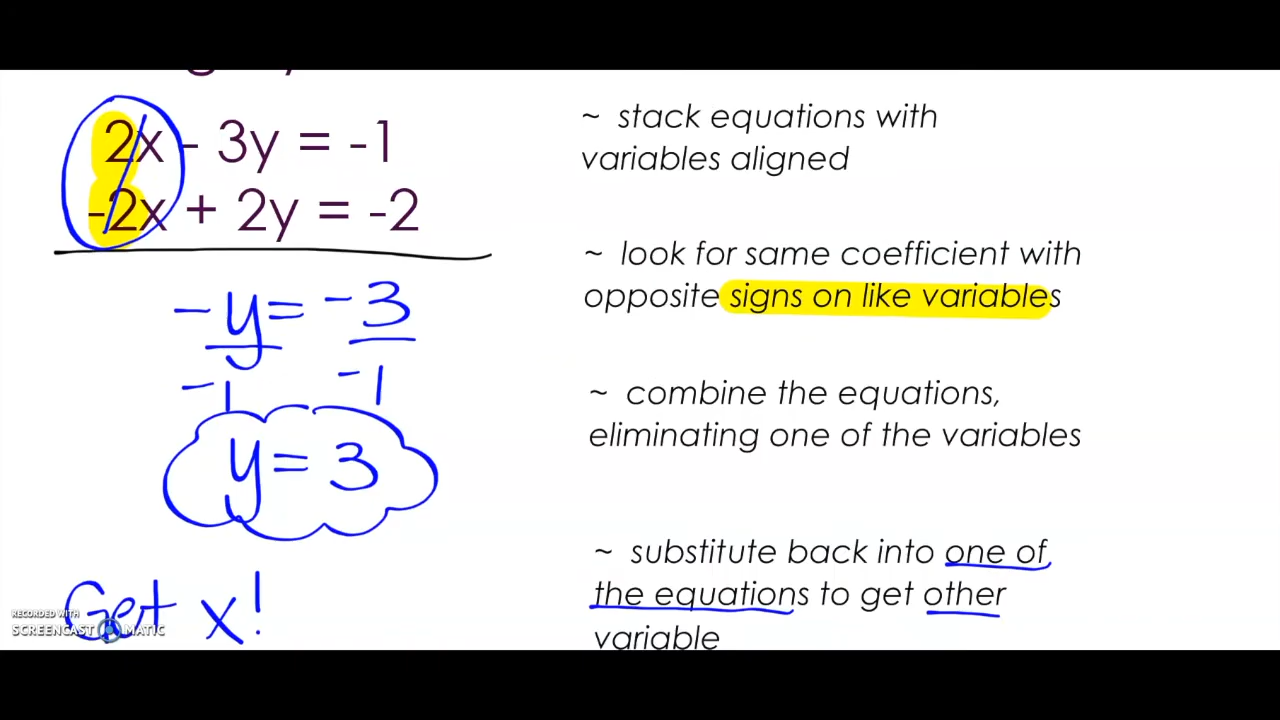 2x - 3y = -1
-2x + 2y = -2
-y = -3
-1 -1
y = 3
Get x!
~ stack equations with
variables aligned
~ look for same coefficient with
opposite signs on like variables
~ combine the equations,
eliminating one of the variables
~ substitute back into one of
the equations to get other
variable
RECORDED WITH
SCREENCAST MATIC